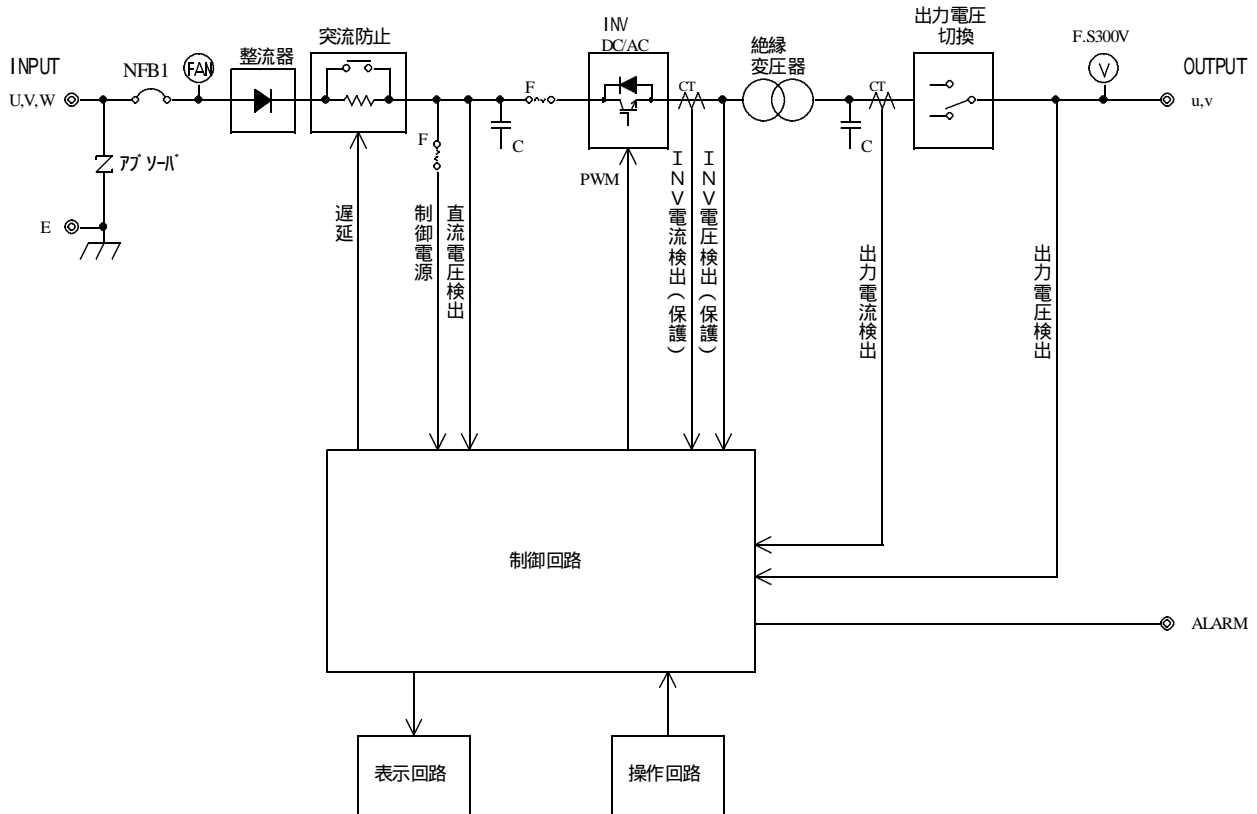 INPUT
U,V,W
NFB1
FAN
整流器
突流防止
F
F
C
INV
DC/AC
PWM
CT
絶縁
変圧器
C
CT
出力電圧
切換
F.S300V
V
OUTPUT
u,v
アブソーバ
E
遅延
制御電源
直流電圧検出
INV電流検出(保護)
INV電圧検出(保護)
出力電流検出
出力電圧検出
制御回路
ALARM
表示回路
操作回路